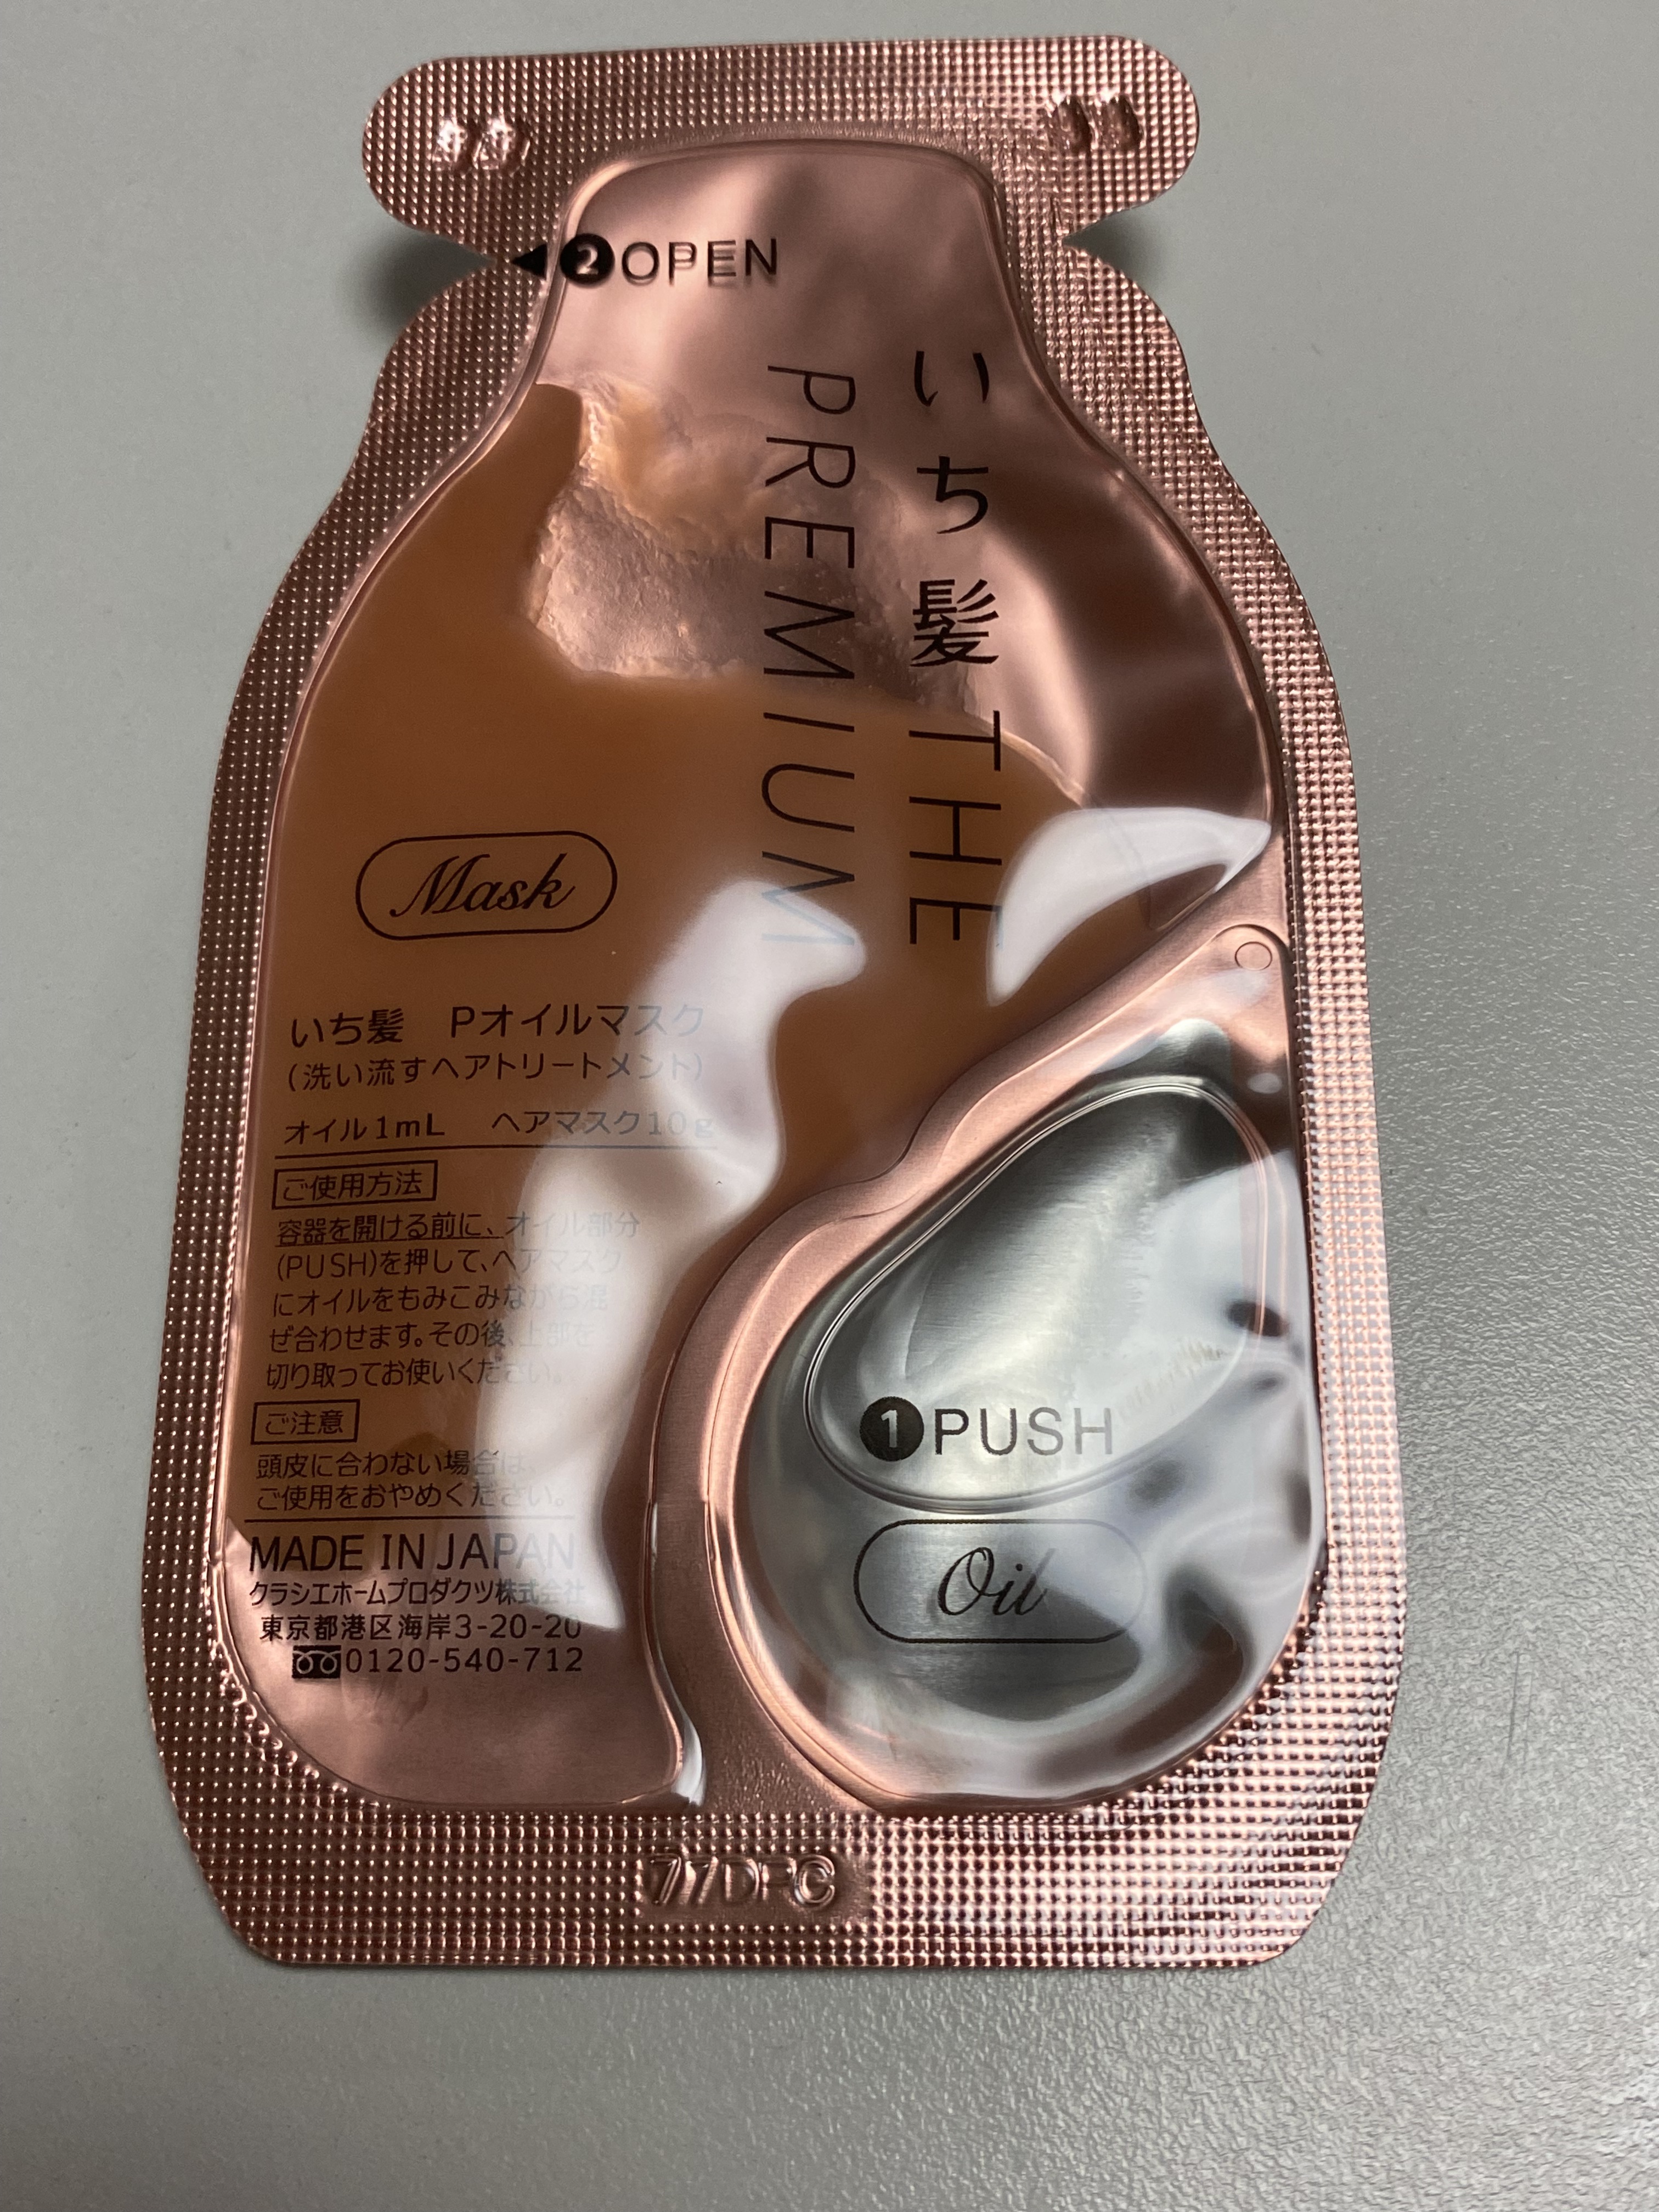 ❷OPEN
いち髪 THE
PREMIUM
Mask
いち髪 Pオイルマスク
(洗い流すヘアトリートメント)
オイル1mL ヘアマスク10g
ご使用方法
容器を開ける前に、オイル部分
(PUSH)を押して、ヘアマスク
にオイルをもみこみながら混
ぜ合わせます。その後、上部を
切り取ってお使いください。
ご注意
頭皮に合わない場合は、
ご使用をおやめください。
MADE IN JAPAN
クラシエホームプロダクツ株式会社
東京都港区海岸3-20-20
0120-540-712
❶PUSH
Oil